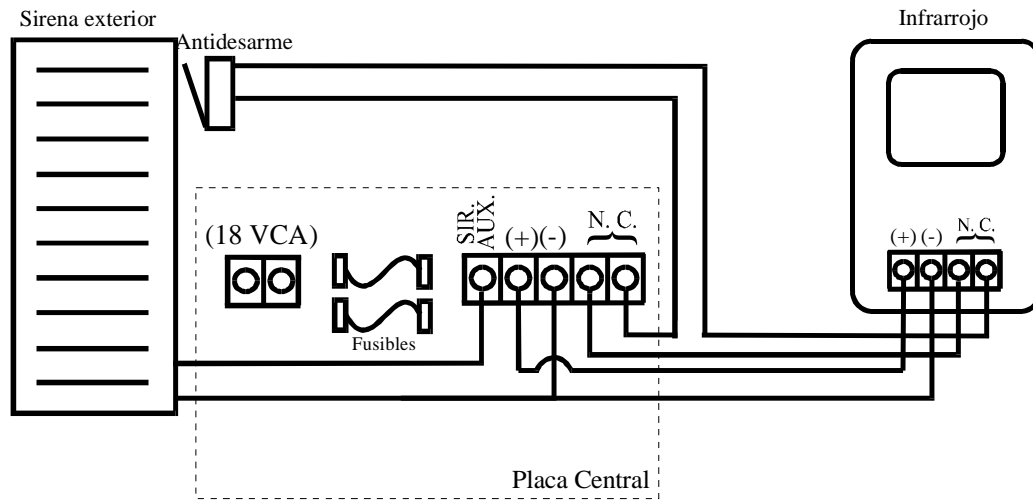 Sirena exterior
Antidesarme
Infrarrojo
(18 VCA)
SIR.
AUX.
(+)(-)
N. C.
Fusibles
(+) (-)
N. C.
Placa Central